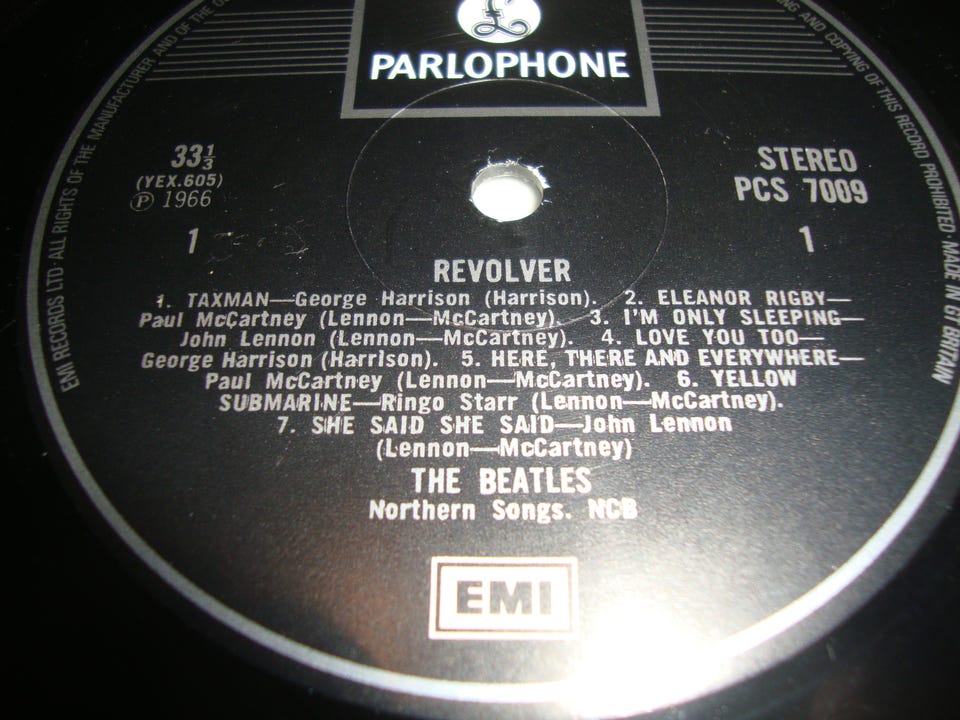 £
PARLOPHONE
EMI RECORDS LTD · ALL RIGHTS OF THE MANUFACTURER AND OF THE
AND COPYING OF THIS RECORD PROHIBITED · MADE IN GT BRITAIN
33⅓
(YEX.605)
Ⓟ 1966
STEREO
PCS 7009
1 1
REVOLVER
1. TAXMAN—George Harrison (Harrison). 2. ELEANOR RIGBY—
Paul McCartney (Lennon—McCartney). 3. I'M ONLY SLEEPING—
John Lennon (Lennon—McCartney). 4. LOVE YOU TOO—
George Harrison (Harrison). 5. HERE, THERE AND EVERYWHERE—
Paul McCartney (Lennon—McCartney). 6. YELLOW
SUBMARINE—Ringo Starr (Lennon—McCartney).
7. SHE SAID SHE SAID—John Lennon
(Lennon—McCartney)
THE BEATLES
Northern Songs. NCB
EMI